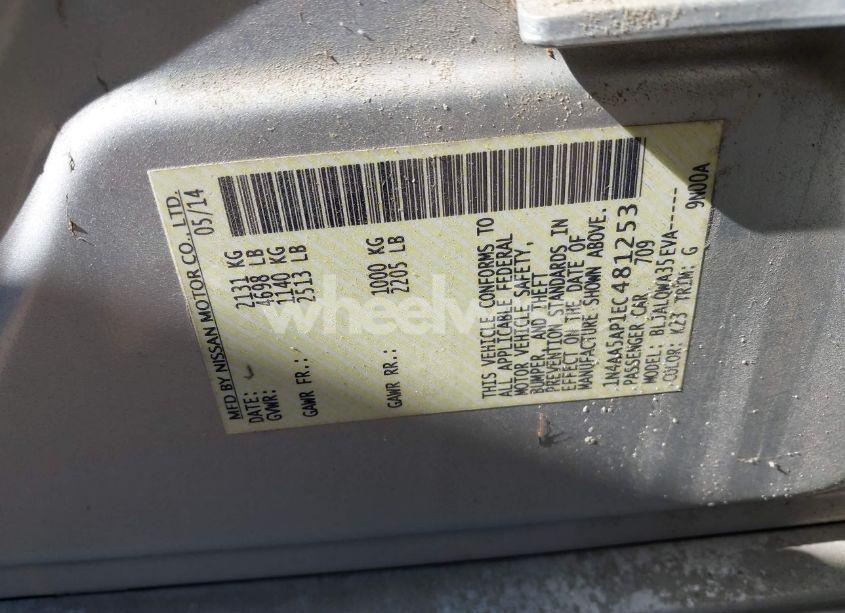 MFD BY NISSAN MOTOR CO., LTD.
DATE: 05/14
GVWR: 2131 KG
4698 LB
GAWR FR.: 1140 KG
2513 LB
GAWR RR.: 1000 KG
2205 LB
THIS VEHICLE CONFORMS TO
ALL APPLICABLE FEDERAL
MOTOR VEHICLE SAFETY,
BUMPER, AND THEFT
PREVENTION STANDARDS IN
EFFECT ON THE DATE OF
MANUFACTURE SHOWN ABOVE.
1N4AA5AP1EC481253
PASSENGER CAR 709
MODEL: BLJALQWA35EVA-----
COLOR: K23 TRIM: G 9N00A